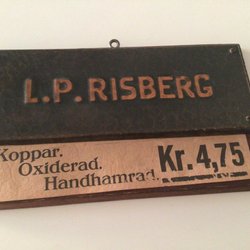 L.P. RISBERG
Koppar.
Oxiderad.
Handhamrad.
Kr. 4,75